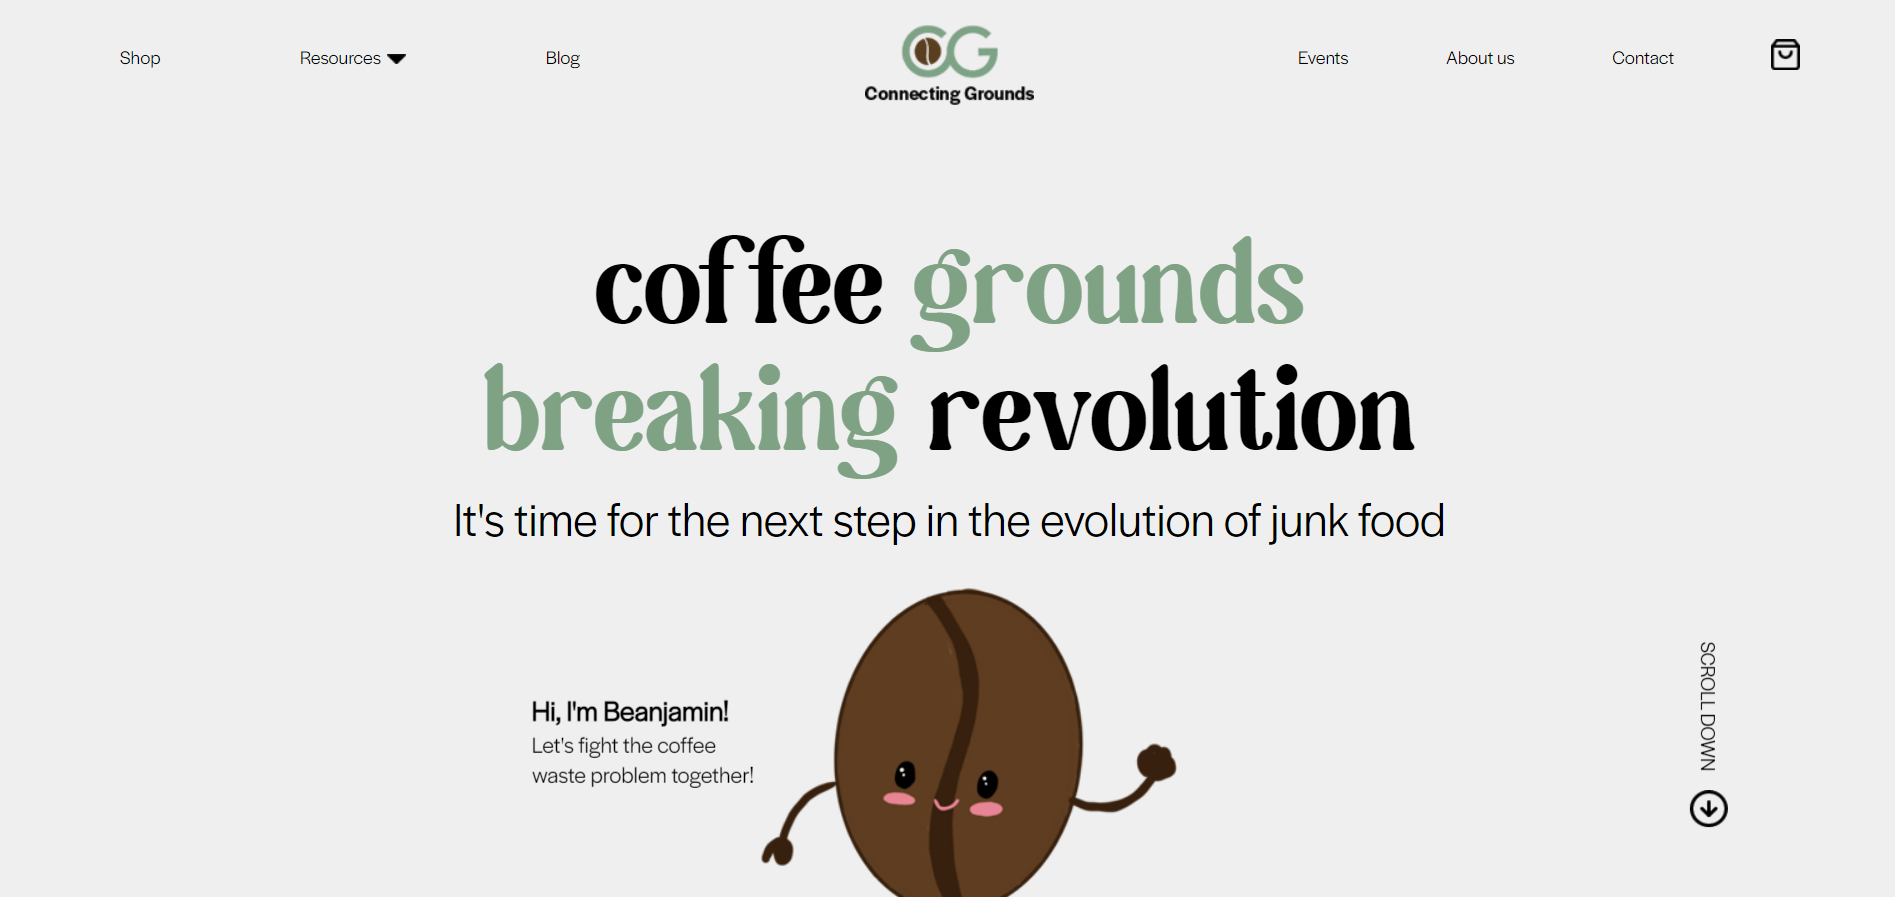 Shop
Resources
Blog
CG
Connecting Grounds
Events
About us
Contact
coffee grounds
breaking revolution
It's time for the next step in the evolution of junk food
Hi, I'm Beanjamin!
Let's fight the coffee
waste problem together!
SCROLL DOWN